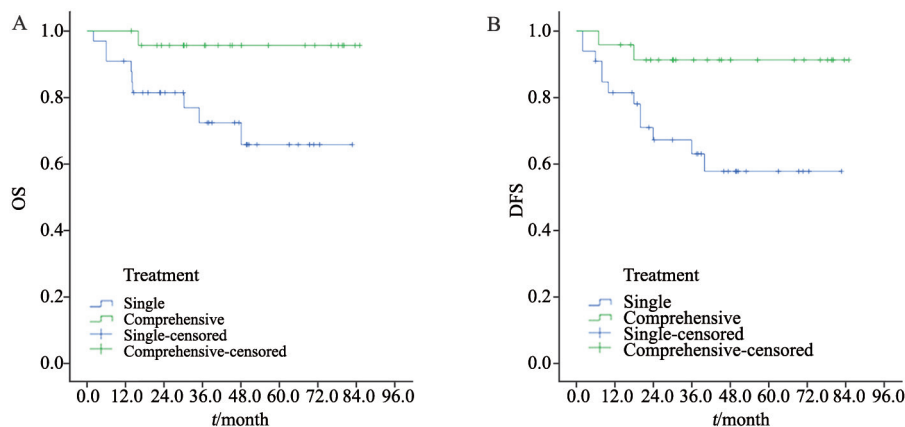 A
1.0
0.8
0.6
0.4
0.2
0.0
OS
Treatment
Single
Comprehensive
Single-censored
Comprehensive-censored
0.0 12.0 24.0 36.0 48.0 60.0 72.0 84.0 96.0
t/month
B
1.0
0.8
0.6
0.4
0.2
0.0
DFS
Treatment
Single
Comprehensive
Single-censored
Comprehensive-censored
0.0 12.0 24.0 36.0 48.0 60.0 72.0 84.0 96.0
t/month